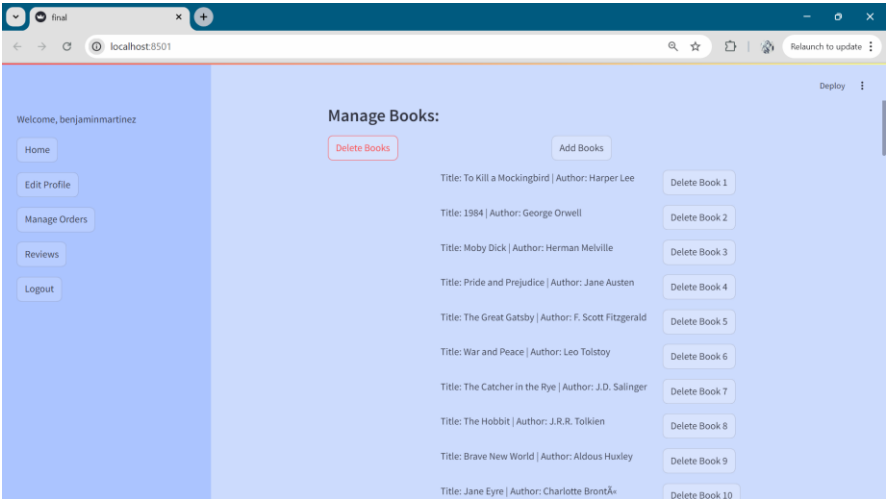 final
localhost:8501
Relaunch to update
Deploy
Welcome, benjaminmartinez
Home
Edit Profile
Manage Orders
Reviews
Logout
Manage Books:
Delete Books
Add Books
Title: To Kill a Mockingbird | Author: Harper Lee
Delete Book 1
Title: 1984 | Author: George Orwell
Delete Book 2
Title: Moby Dick | Author: Herman Melville
Delete Book 3
Title: Pride and Prejudice | Author: Jane Austen
Delete Book 4
Title: The Great Gatsby | Author: F. Scott Fitzgerald
Delete Book 5
Title: War and Peace | Author: Leo Tolstoy
Delete Book 6
Title: The Catcher in the Rye | Author: J.D. Salinger
Delete Book 7
Title: The Hobbit | Author: J.R.R. Tolkien
Delete Book 8
Title: Brave New World | Author: Aldous Huxley
Delete Book 9
Title: Jane Eyre | Author: Charlotte BrontÃ«
Delete Book 10